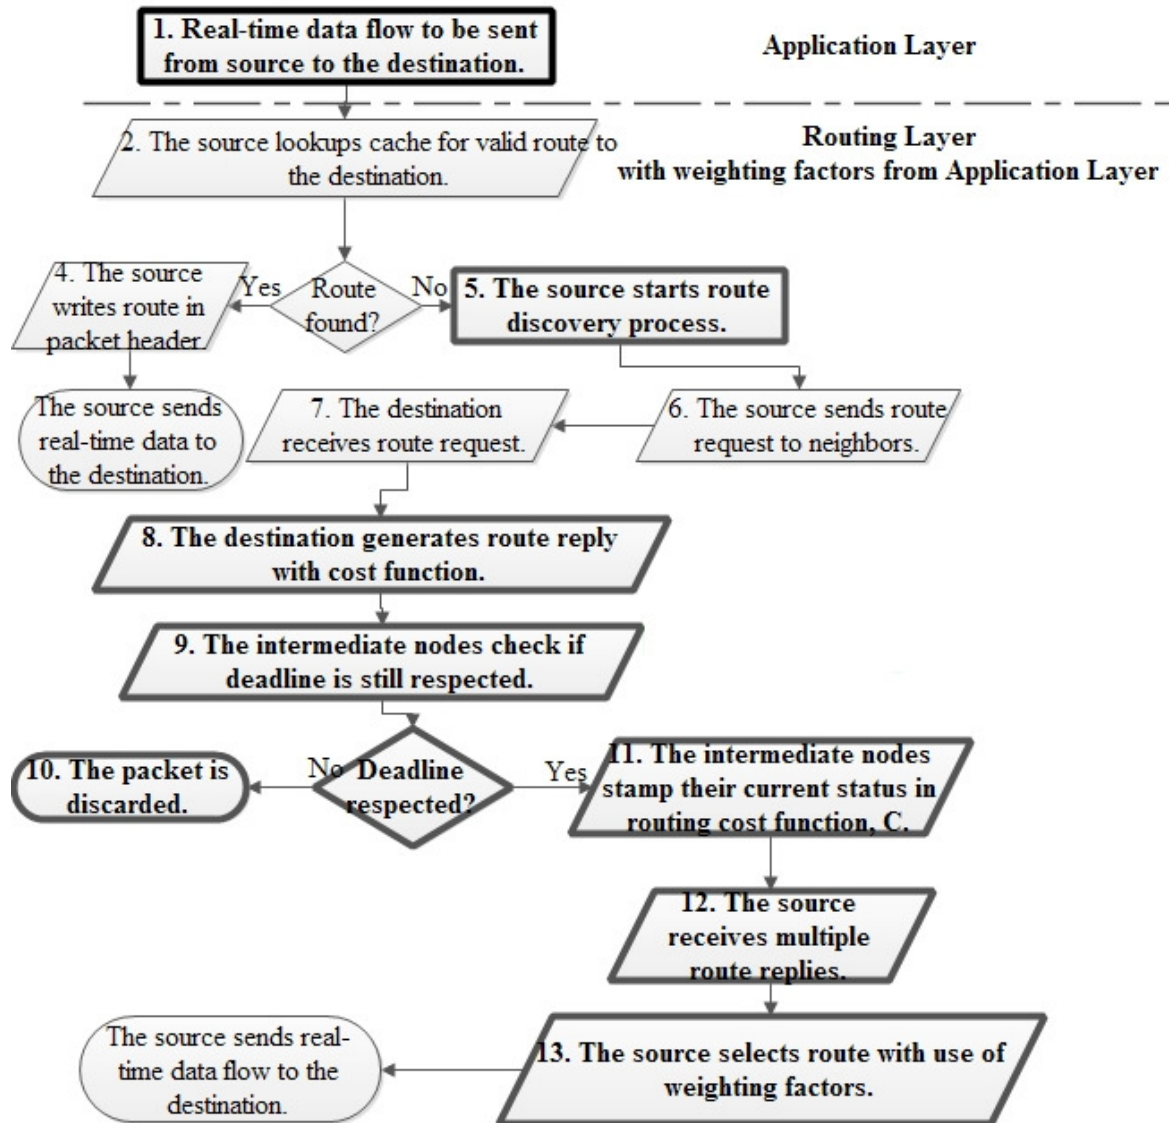 1. Real-time data flow to be sent
from source to the destination.
Application Layer
2. The source lookups cache for valid route to
the destination.
Routing Layer
with weighting factors from Application Layer
4. The source
writes route in
packet header.
Yes
Route
found?
No
5. The source starts route
discovery process.
The source sends
real-time data to
the destination.
7. The destination
receives route request.
6. The source sends route
request to neighbors.
8. The destination generates route reply
with cost function.
9. The intermediate nodes check if
deadline is still respected.
10. The packet is
discarded.
No
Deadline
respected?
Yes
11. The intermediate nodes
stamp their current status in
routing cost function, C.
12. The source
receives multiple
route replies.
The source sends real-
time data flow to the
destination.
13. The source selects route with use of
weighting factors.